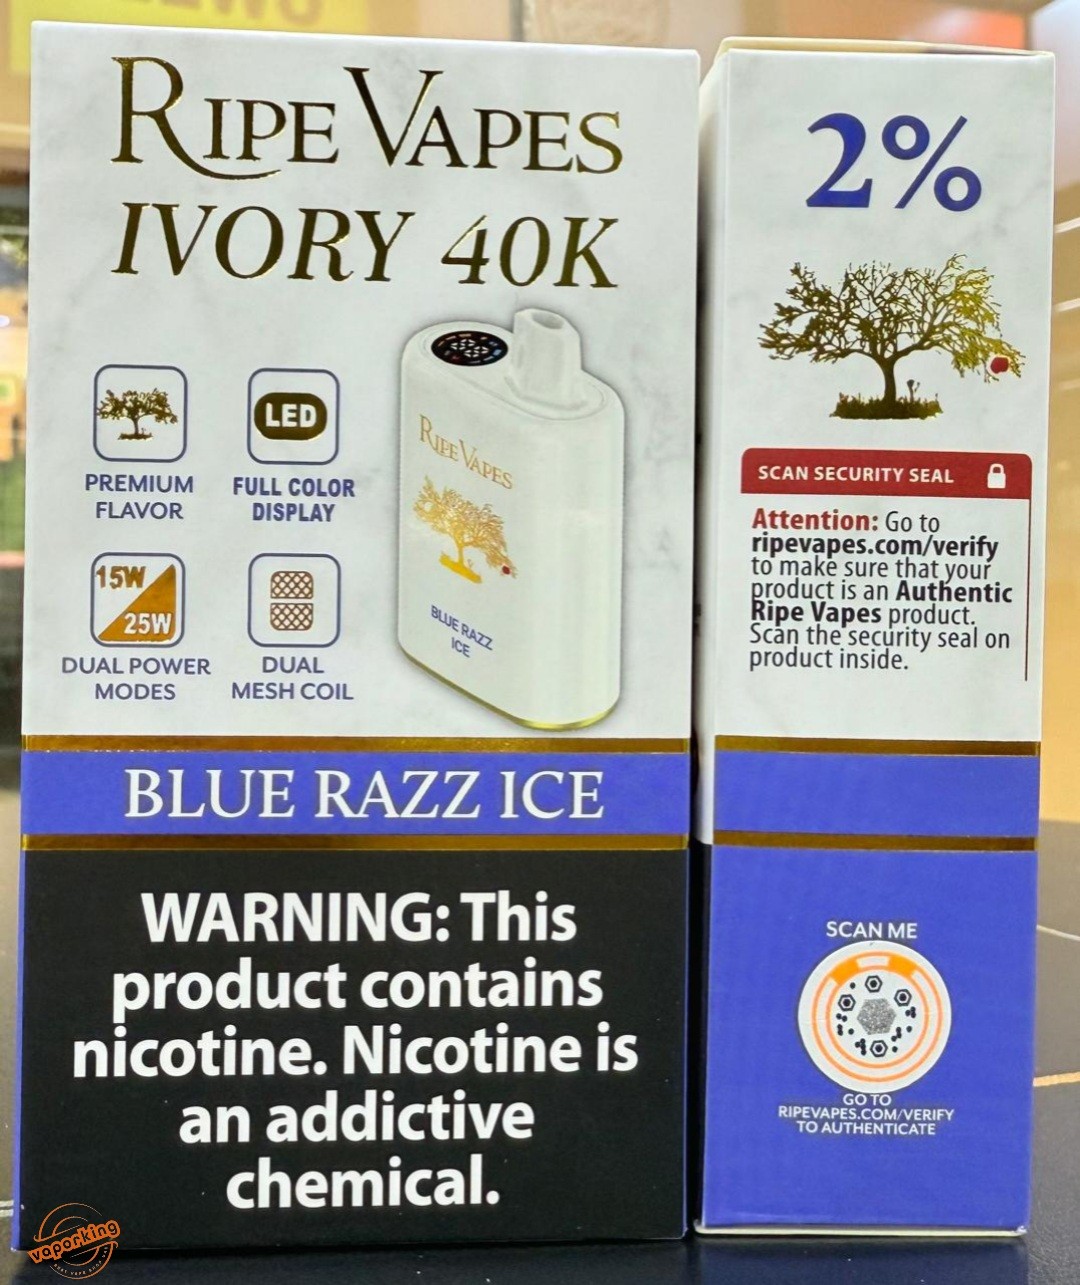 RIPE VAPES
IVORY 40K
LED
PREMIUM
FLAVOR
FULL COLOR
DISPLAY
15W
25W
DUAL POWER
MODES
DUAL
MESH COIL
RIPE VAPES
BLUE RAZZ
ICE
BLUE RAZZ ICE
WARNING: This
product contains
nicotine. Nicotine is
an addictive
chemical.
2%
SCAN SECURITY SEAL
Attention: Go to
ripevapes.com/verify
to make sure that your
product is an Authentic
Ripe Vapes product.
Scan the security seal on
product inside.
SCAN ME
GO TO
RIPEVAPES.COM/VERIFY
TO AUTHENTICATE
vaporking